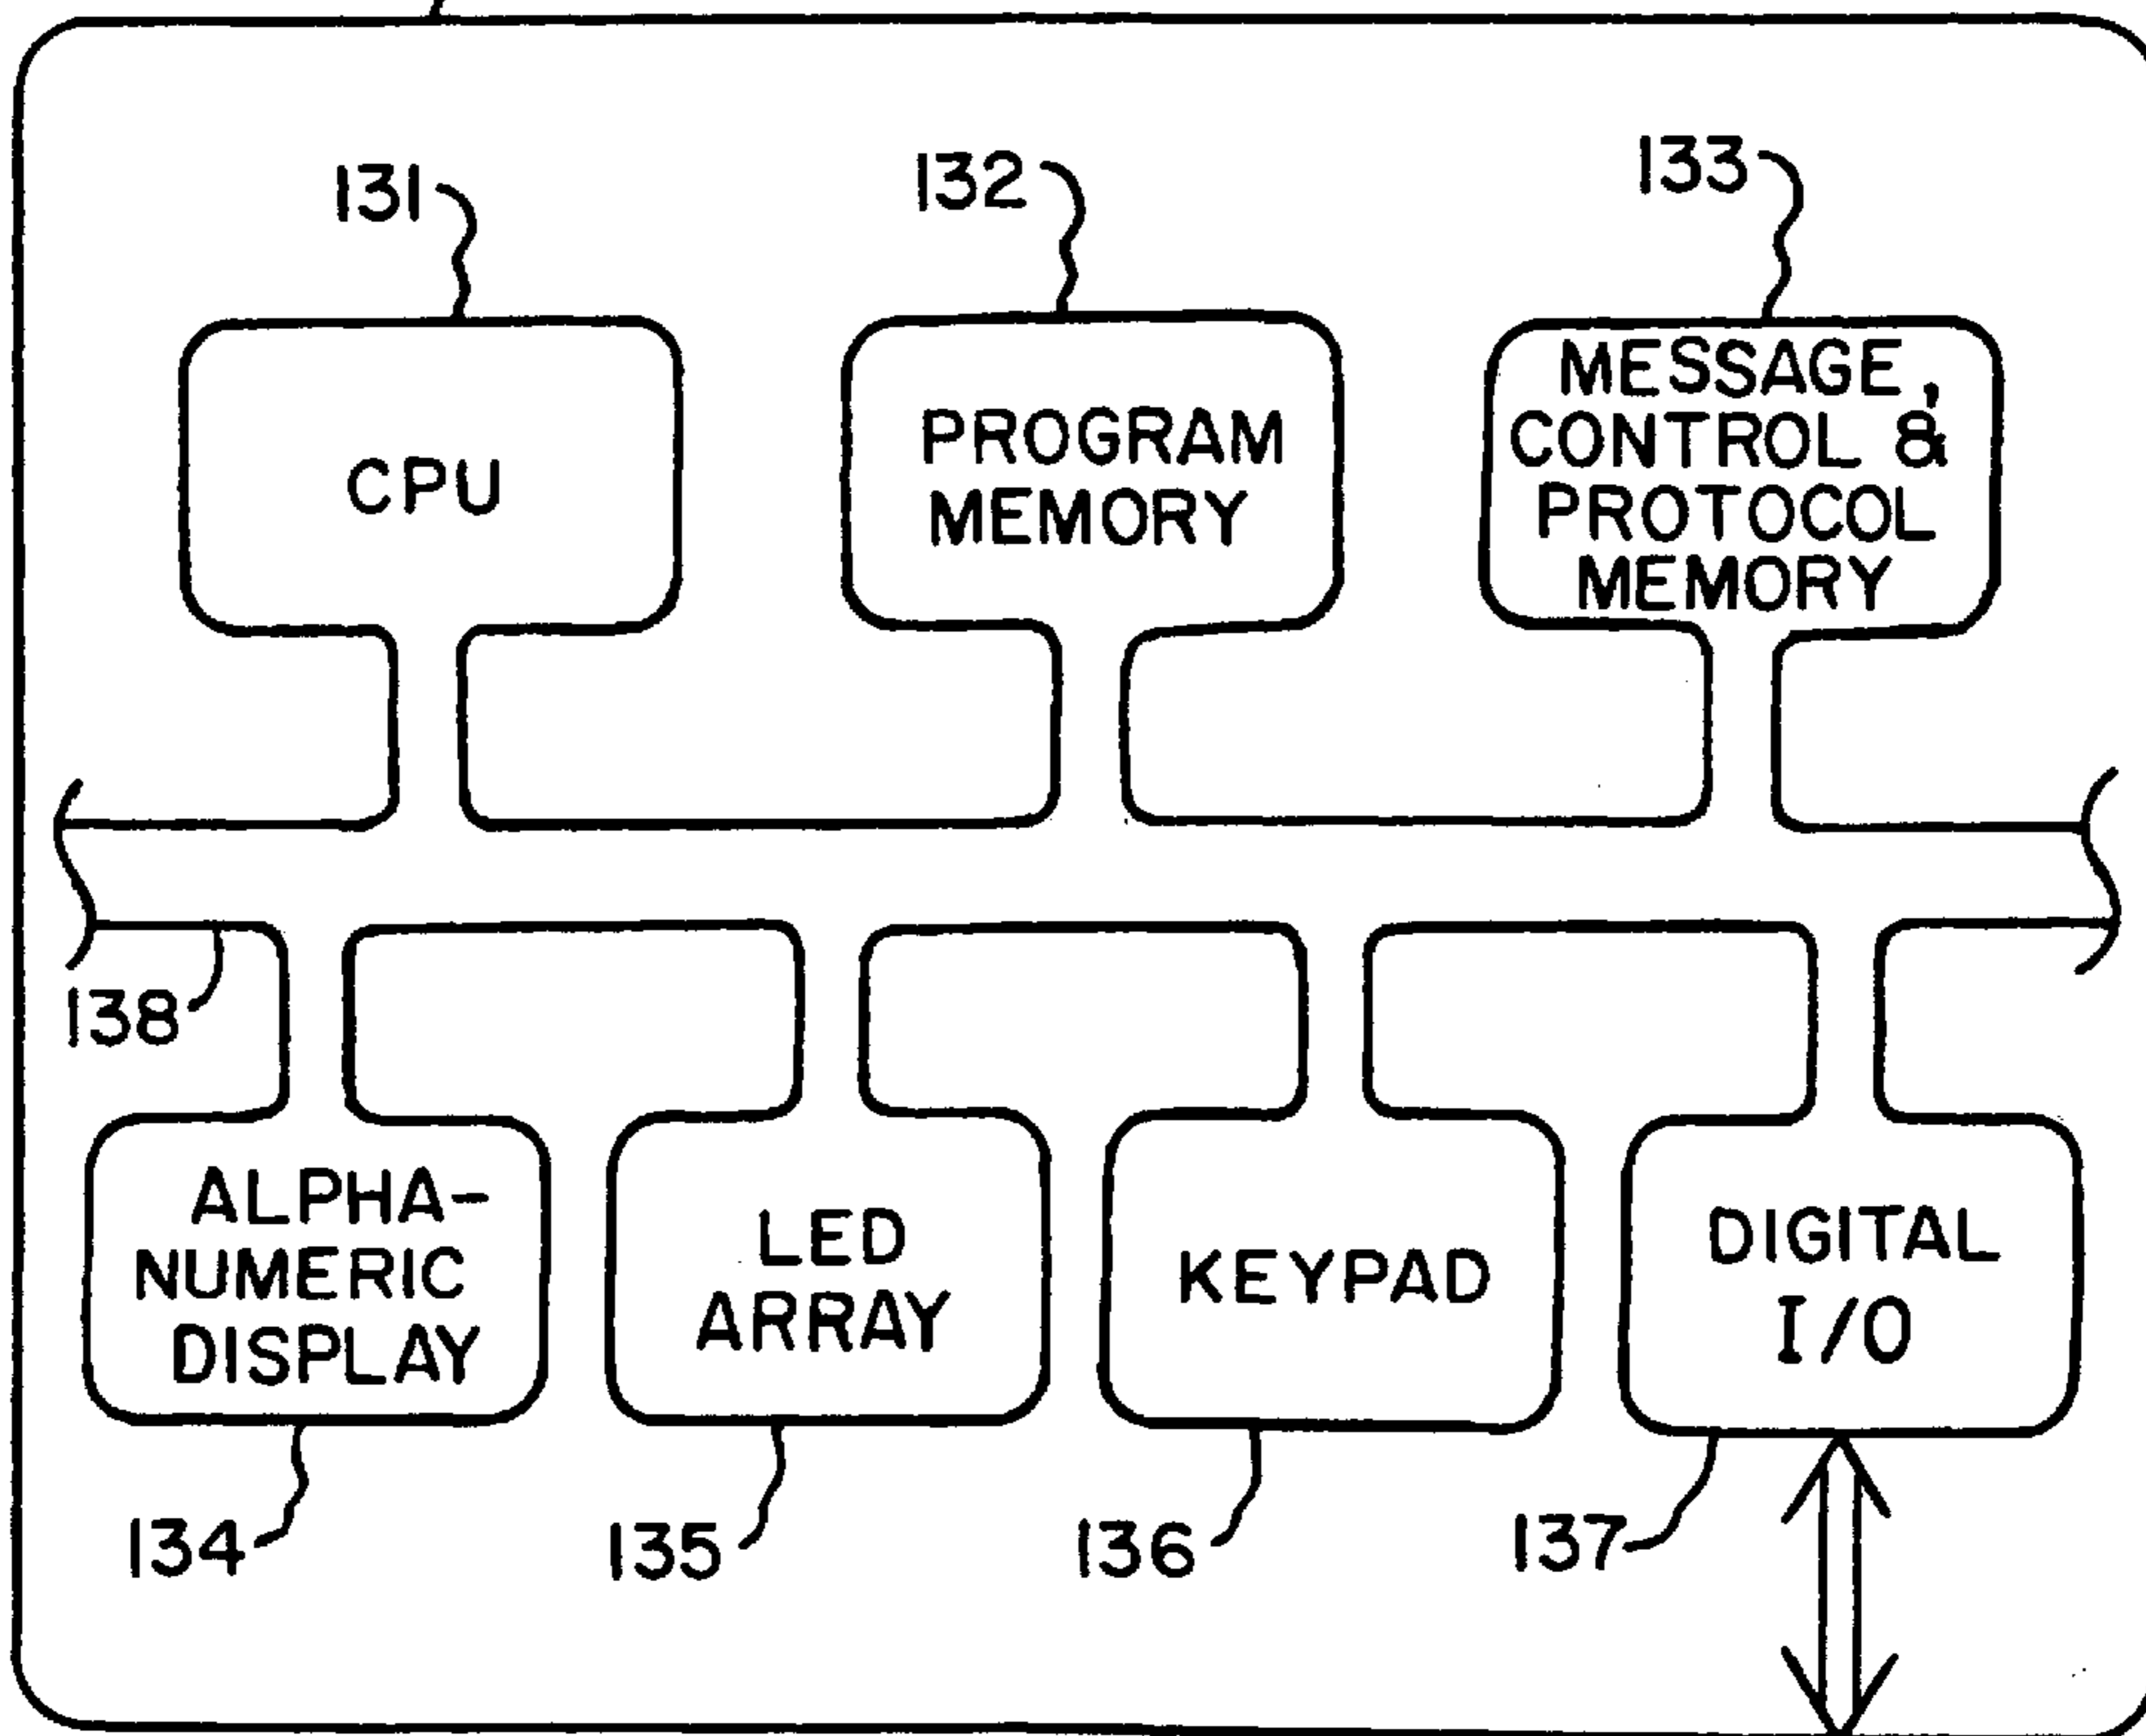 131
132
133
CPU
PROGRAM
MEMORY
MESSAGE,
CONTROL &
PROTOCOL
MEMORY
138
ALPHA-
NUMERIC
DISPLAY
LED
ARRAY
KEYPAD
DIGITAL
I/O
134
135
136
137